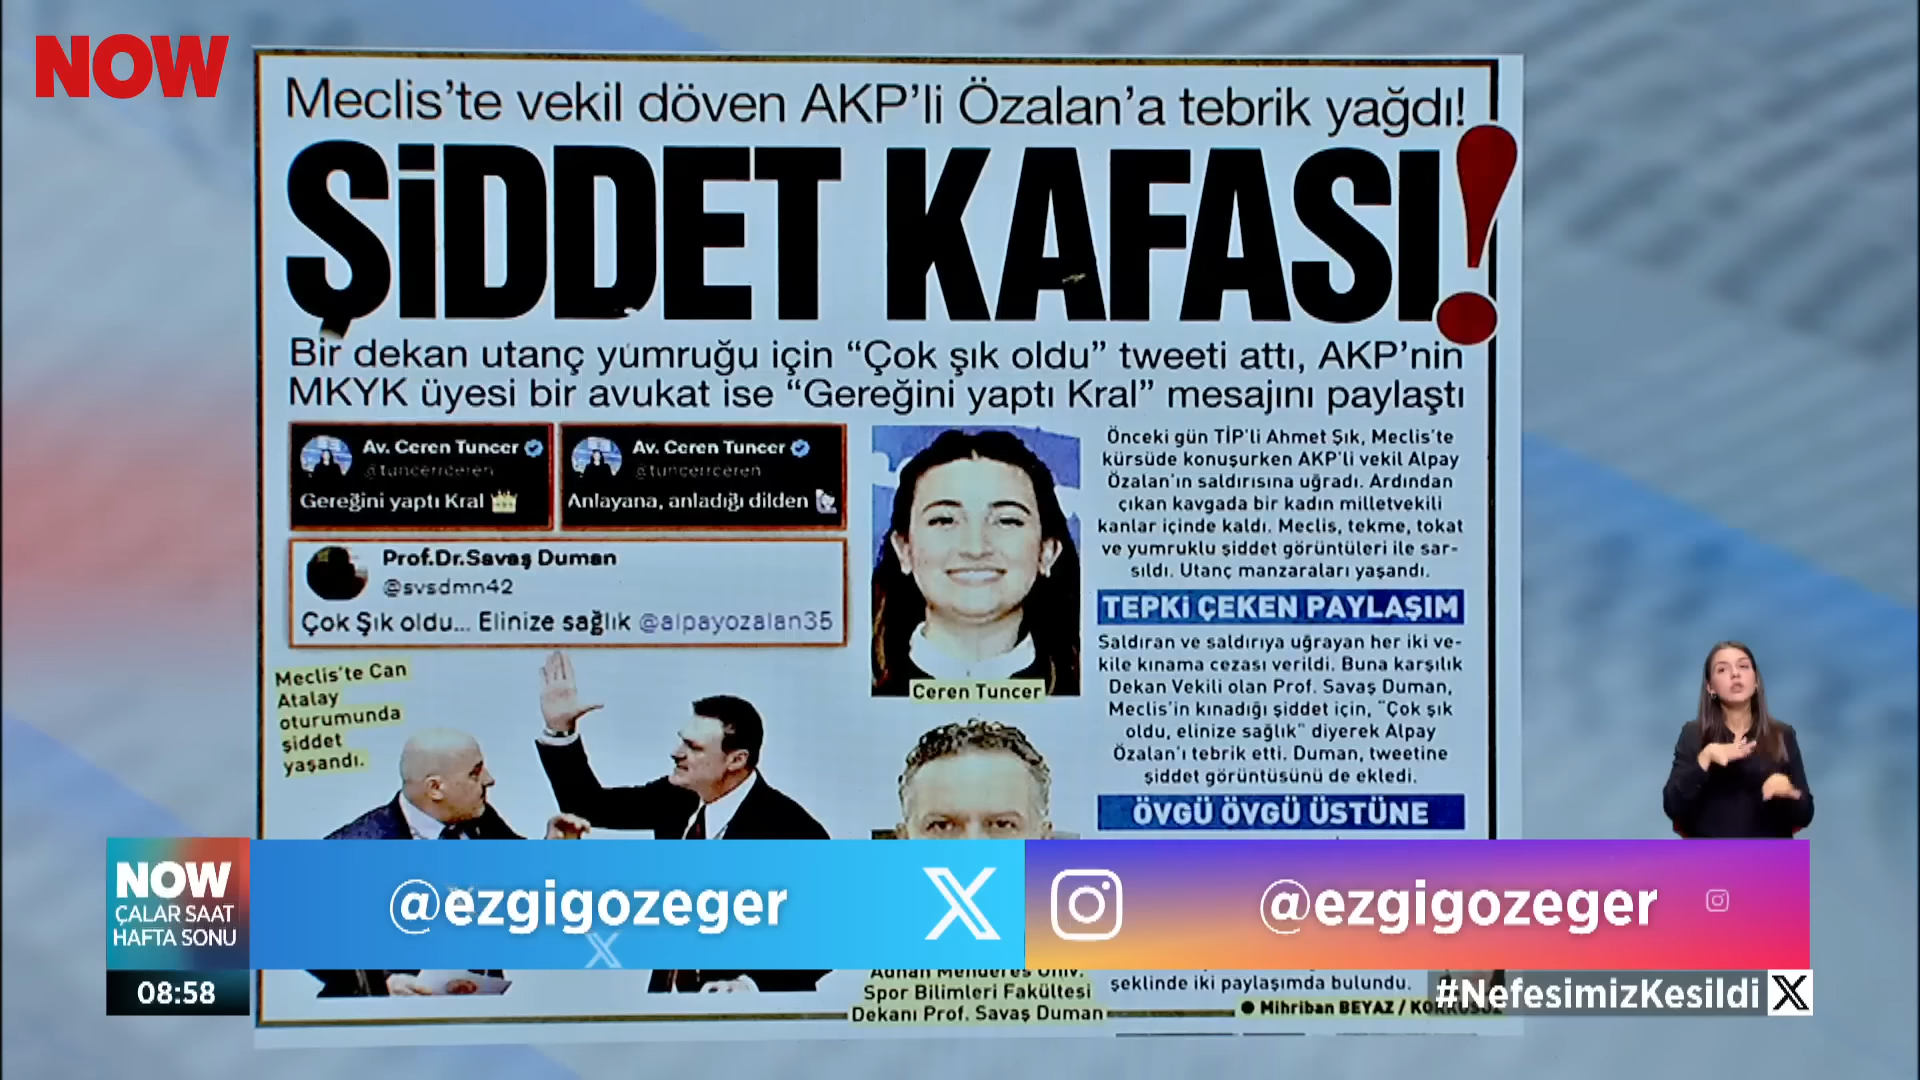 NOW
Meclis'te vekil döven AKP'li Özalan'a tebrik yağdı!
ŞİDDET KAFASI!
Bir dekan utanç yumruğu için “Çok şık oldu” tweeti attı, AKP'nin
MKYK üyesi bir avukat ise “Gereğini yaptı Kral” mesajını paylaştı
Av. Ceren Tuncer
@tuncerrceren
Gereğini yaptı Kral
Av. Ceren Tuncer
@tuncerrceren
Anlayana, anladığı dilden
Prof.Dr.Savaş Duman
@svsdmn42
Çok Şık oldu... Elinize sağlık @alpayozalan35
Meclis'te Can
Atalay
oturumunda
şiddet
yaşandı.
Ceren Tuncer
Önceki gün TİP'li Ahmet Şık, Meclis'te
kürsüde konuşurken AKP'li vekil Alpay
Özalan'ın saldırısına uğradı. Ardından
çıkan kavgada bir kadın milletvekili
kanlar içinde kaldı. Meclis, tekme, tokat
ve yumruklu şiddet görüntüleri ile sar-
sıldı. Utanç manzaraları yaşandı.
TEPKİ ÇEKEN PAYLAŞIM
Saldıran ve saldırıya uğrayan her iki ve-
kile kınama cezası verildi. Buna karşılık
Dekan Vekili olan Prof. Savaş Duman,
Meclis'in kınadığı şiddet için, “Çok şık
oldu, elinize sağlık” diyerek Alpay
Özalan'ı tebrik etti. Duman, tweetine
şiddet görüntüsünü de ekledi.
ÖVGÜ ÖVGÜ ÜSTÜNE
şeklinde iki paylaşımda bulundu.
Mihriban BEYAZ / KORKUSUZ
Adnan Menderes Üniv.
Spor Bilimleri Fakültesi
Dekanı Prof. Savaş Duman
NOW
ÇALAR SAAT
HAFTA SONU
08:58
@ezgigozeger
@ezgigozeger
#NefesimizKesildi